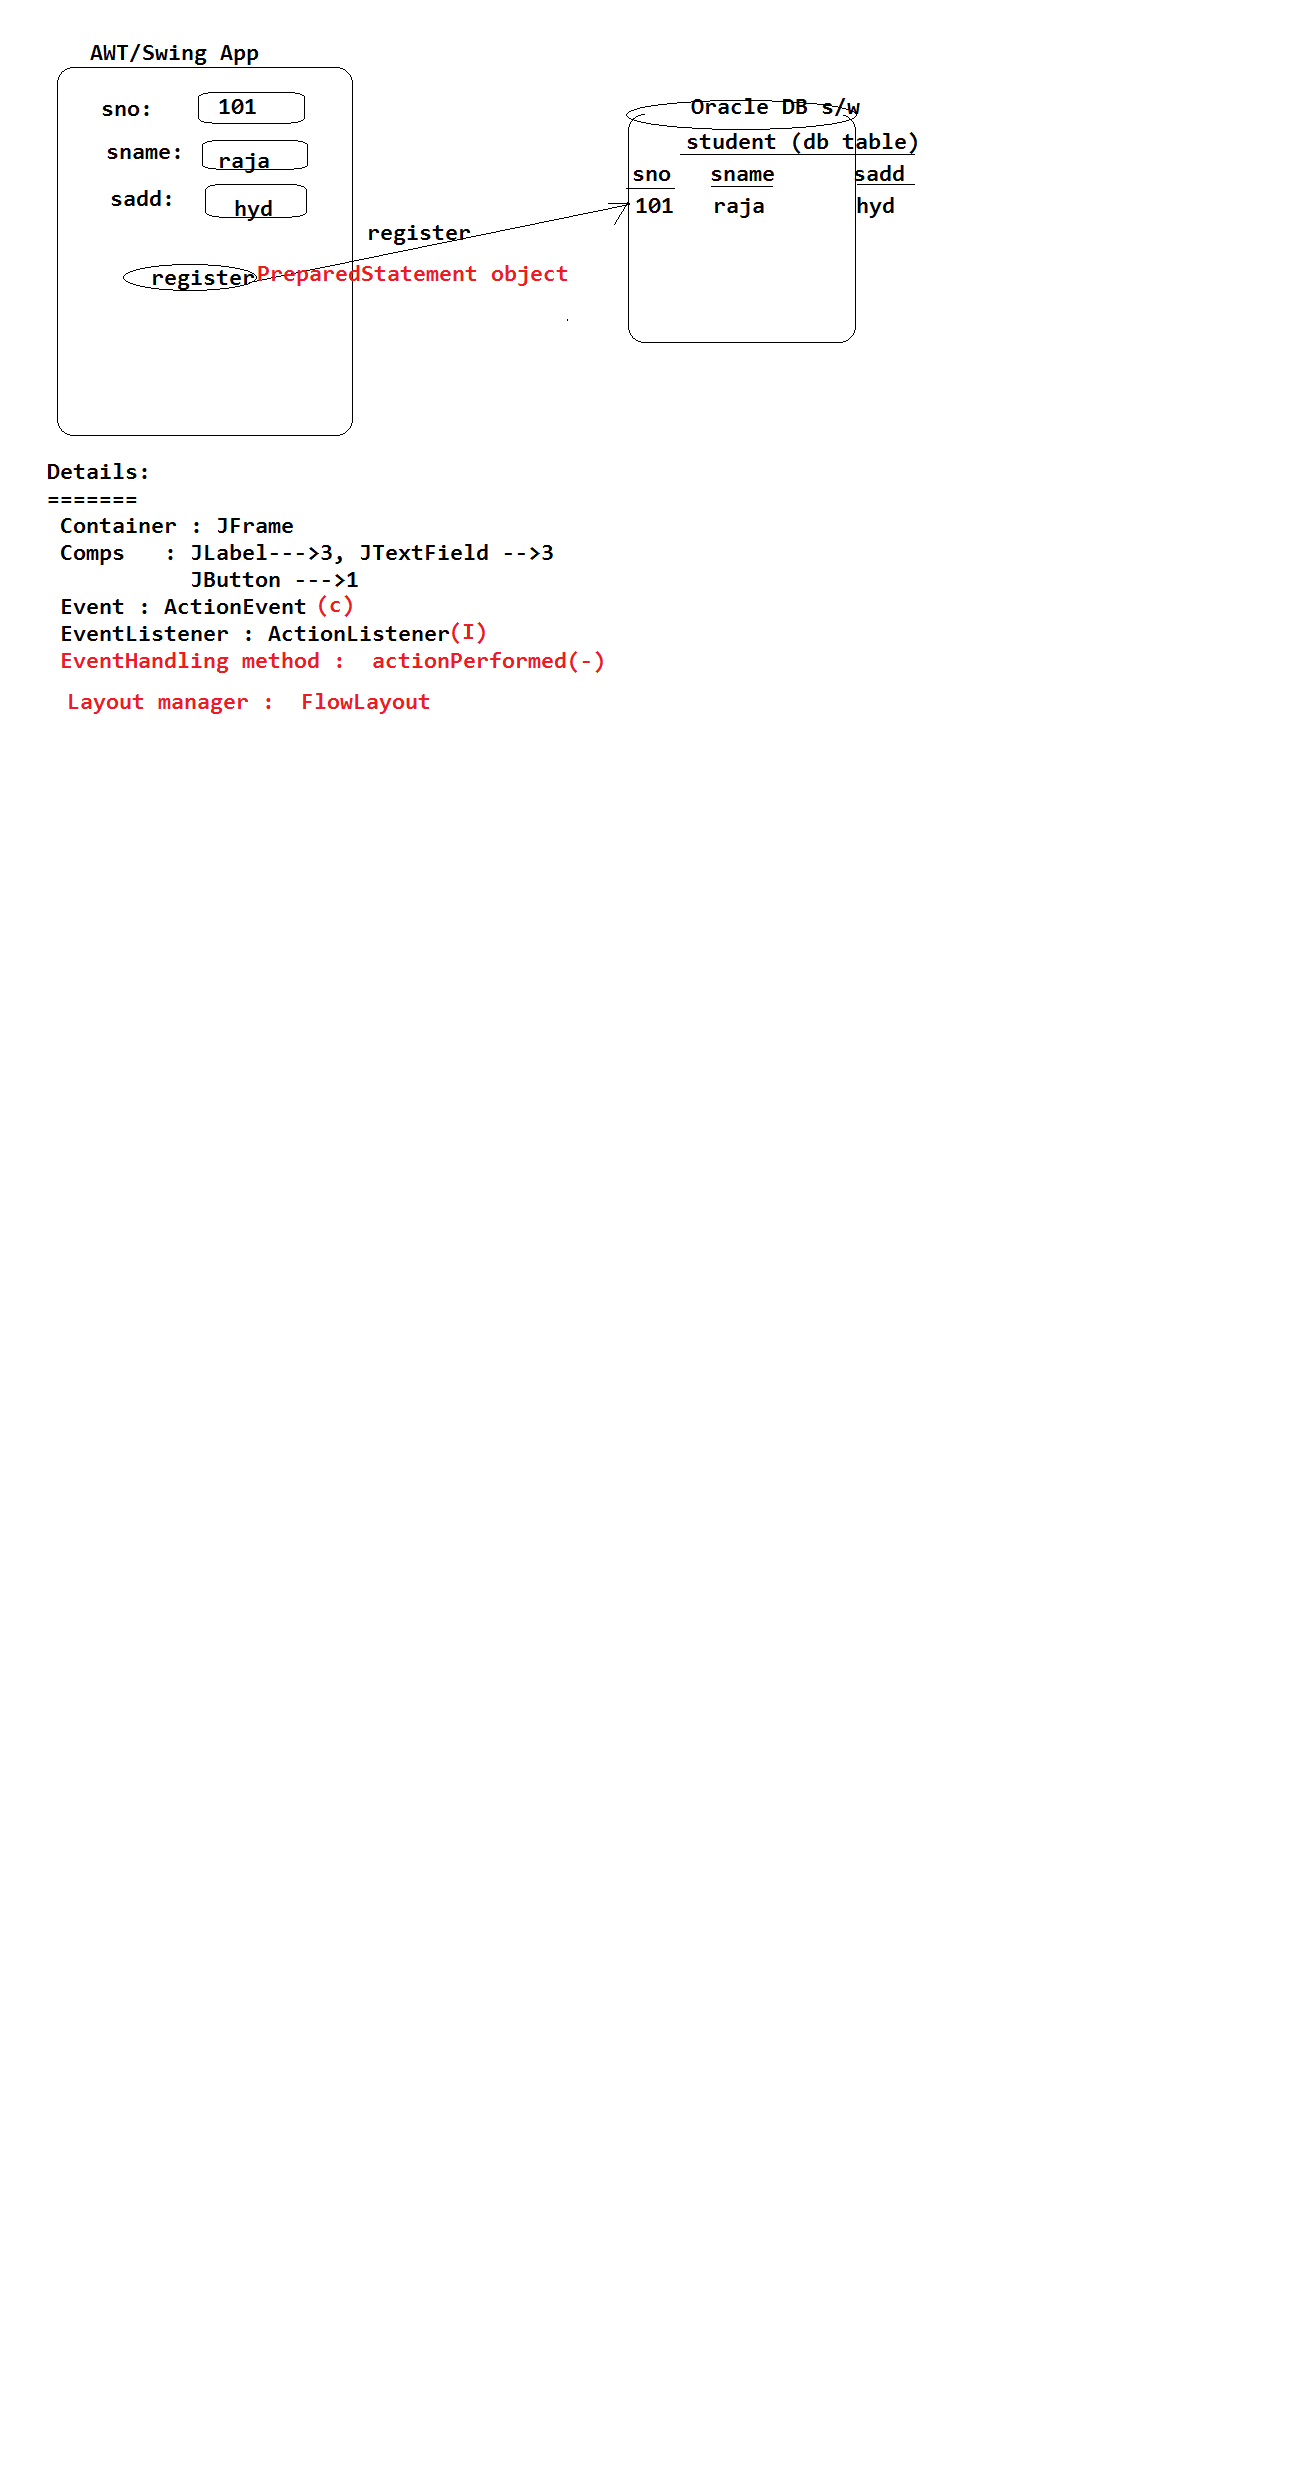 AWT/Swing App
sno: 101
sname: raja
sadd: hyd
register
register
PreparedStatement object
Oracle DB s/w
student (db table)
sno sname sadd
101 raja hyd
Details:
=======
Container : JFrame
Comps : JLabel--->3, JTextField -->3
JButton --->1
Event : ActionEvent (c)
EventListener : ActionListener(I)
EventHandling method : actionPerformed(-)
Layout manager : FlowLayout